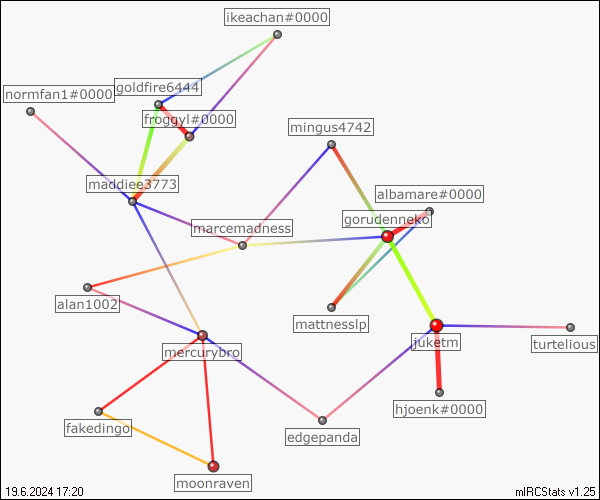 ikeachan#0000
goldfire6444
normfan1#0000
froggyl#0000
mingus4742
maddiee3773
albamare#0000
gorudenneko
marcemadness
alan1002
mattnesslp
juketm
turtelious
mercurybro
hjoenk#0000
fakedingo
edgepanda
moonraven
19.6.2024 17:20
mIRCStats v1.25